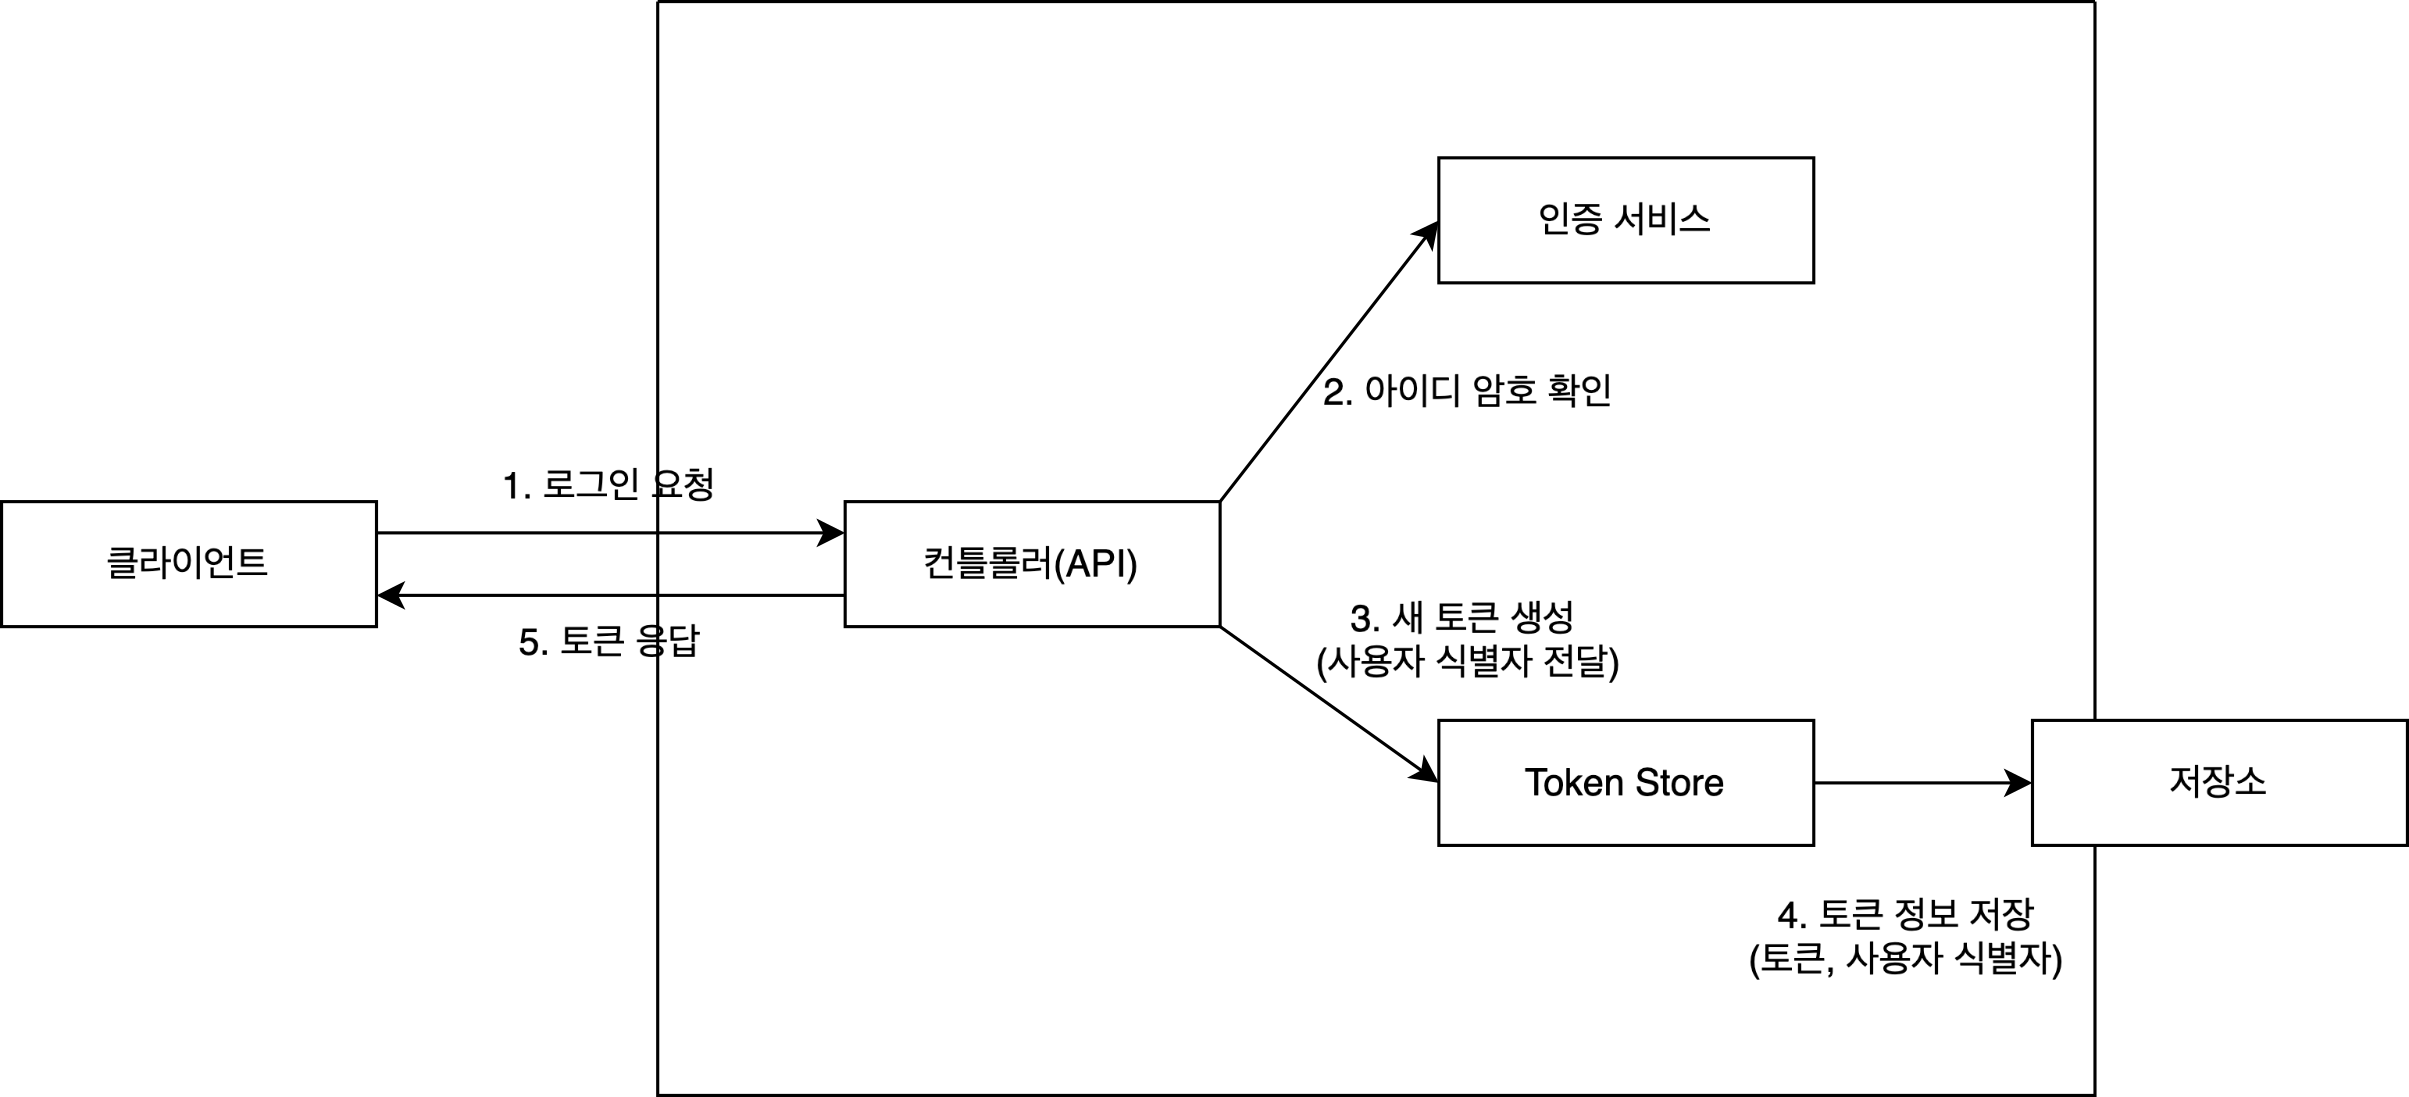 인증 서비스
2. 아이디 암호 확인
1. 로그인 요청
클라이언트
컨틀롤러(API)
5. 토큰 응답
3. 새 토큰 생성
(사용자 식별자 전달)
Token Store
저장소
4. 토큰 정보 저장
(토큰, 사용자 식별자)